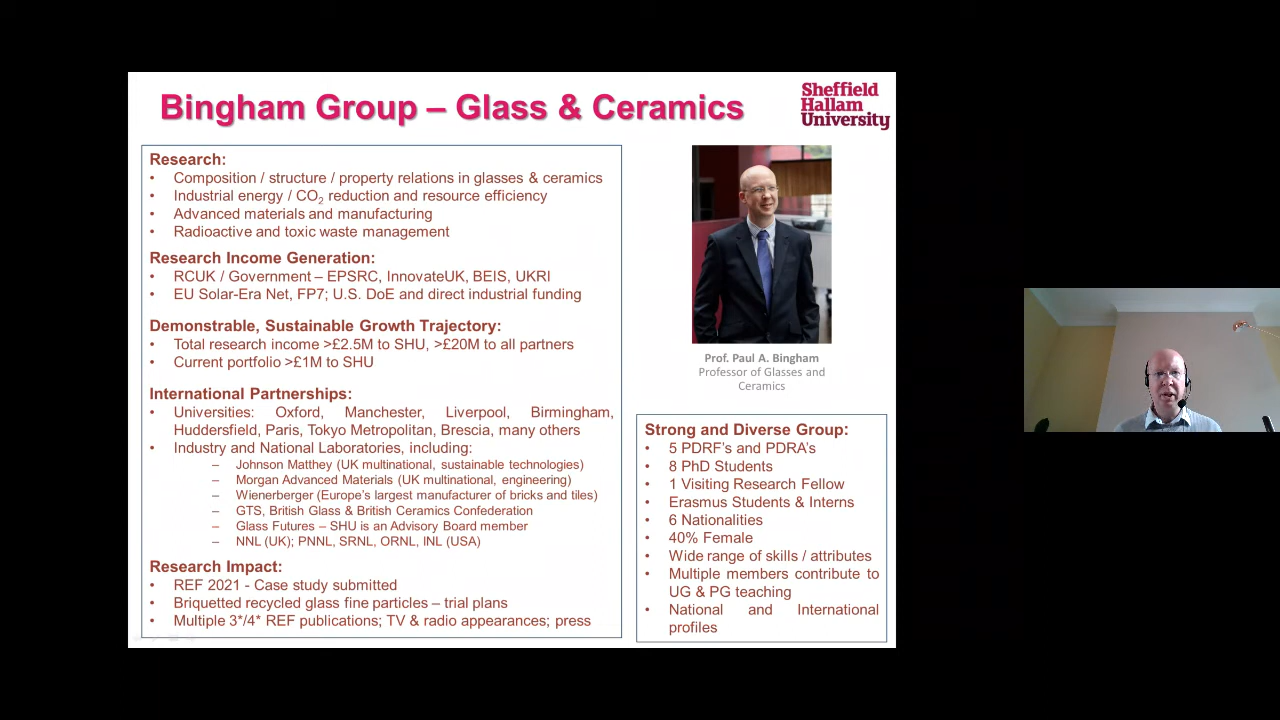 Bingham Group – Glass & Ceramics
Sheffield
Hallam
University
Research:
• Composition / structure / property relations in glasses & ceramics
• Industrial energy / CO2 reduction and resource efficiency
• Advanced materials and manufacturing
• Radioactive and toxic waste management
Research Income Generation:
• RCUK / Government – EPSRC, InnovateUK, BEIS, UKRI
• EU Solar-Era Net, FP7; U.S. DoE and direct industrial funding
Demonstrable, Sustainable Growth Trajectory:
• Total research income >£2.5M to SHU, >£20M to all partners
• Current portfolio >£1M to SHU
International Partnerships:
• Universities: Oxford, Manchester, Liverpool, Birmingham,
Huddersfield, Paris, Tokyo Metropolitan, Brescia, many others
• Industry and National Laboratories, including:
– Johnson Matthey (UK multinational, sustainable technologies)
– Morgan Advanced Materials (UK multinational, engineering)
– Wienerberger (Europe's largest manufacturer of bricks and tiles)
– GTS, British Glass & British Ceramics Confederation
– Glass Futures – SHU is an Advisory Board member
– NNL (UK); PNNL, SRNL, ORNL, INL (USA)
Research Impact:
• REF 2021 - Case study submitted
• Briquetted recycled glass fine particles – trial plans
• Multiple 3*/4* REF publications; TV & radio appearances; press
Prof. Paul A. Bingham
Professor of Glasses and
Ceramics
Strong and Diverse Group:
• 5 PDRF's and PDRA's
• 8 PhD Students
• 1 Visiting Research Fellow
• Erasmus Students & Interns
• 6 Nationalities
• 40% Female
• Wide range of skills / attributes
• Multiple members contribute to
UG & PG teaching
• National and International
profiles